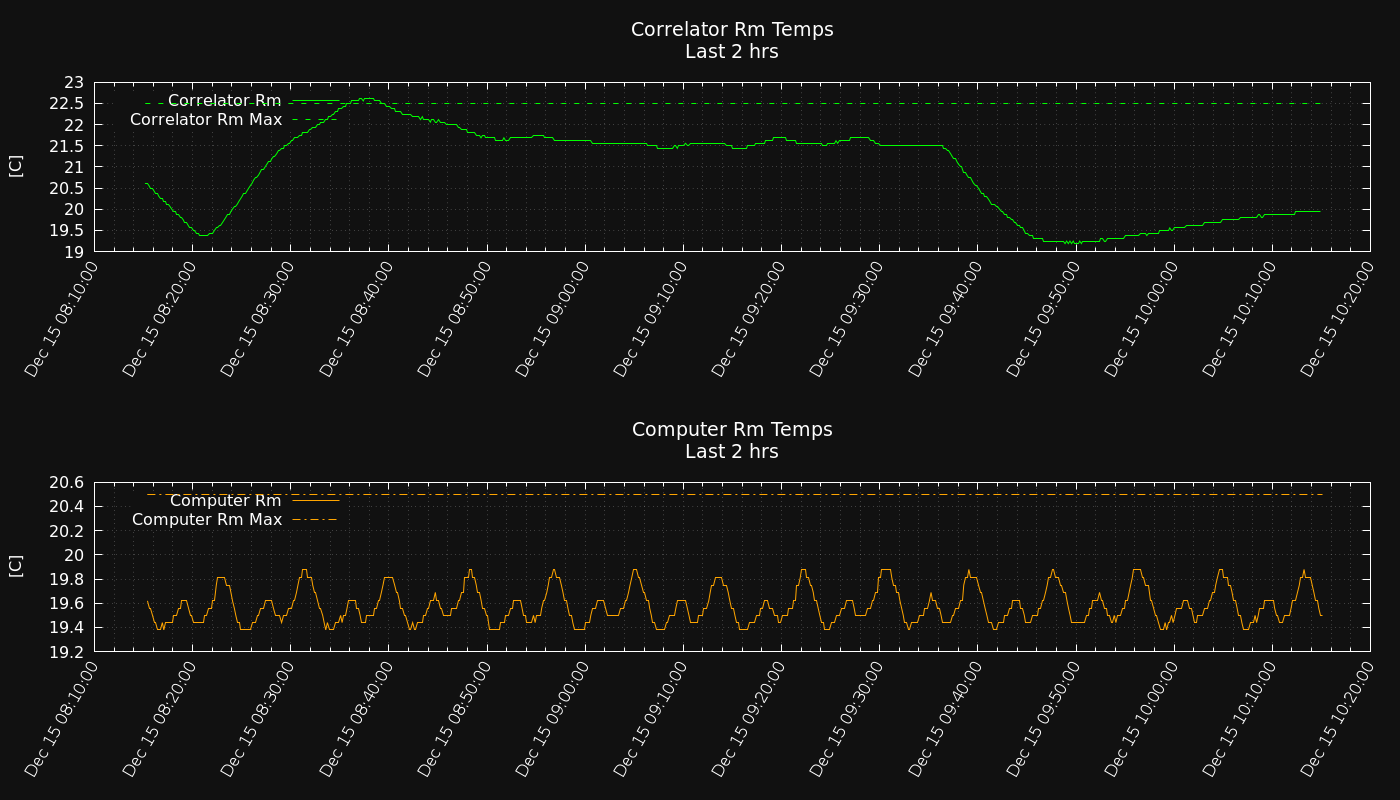 Correlator Rm Temps
Last 2 hrs
[C]
23
22.5
22
21.5
21
20.5
20
19.5
19
Correlator Rm
Correlator Rm Max
Dec 15 08:10:00
Dec 15 08:20:00
Dec 15 08:30:00
Dec 15 08:40:00
Dec 15 08:50:00
Dec 15 09:00:00
Dec 15 09:10:00
Dec 15 09:20:00
Dec 15 09:30:00
Dec 15 09:40:00
Dec 15 09:50:00
Dec 15 10:00:00
Dec 15 10:10:00
Dec 15 10:20:00
Computer Rm Temps
Last 2 hrs
[C]
20.6
20.4
20.2
20
19.8
19.6
19.4
19.2
Computer Rm
Computer Rm Max
Dec 15 08:10:00
Dec 15 08:20:00
Dec 15 08:30:00
Dec 15 08:40:00
Dec 15 08:50:00
Dec 15 09:00:00
Dec 15 09:10:00
Dec 15 09:20:00
Dec 15 09:30:00
Dec 15 09:40:00
Dec 15 09:50:00
Dec 15 10:00:00
Dec 15 10:10:00
Dec 15 10:20:00